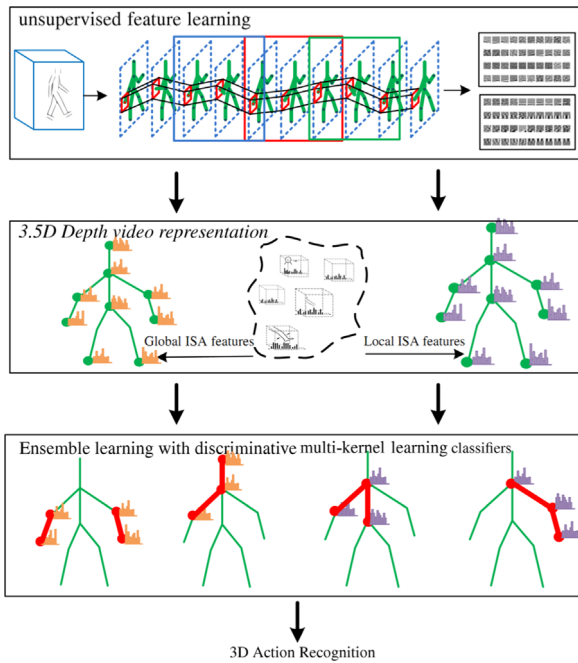 unsupervised feature learning
3.5D Depth video representation
Global ISA features
Local ISA features
Ensemble learning with discriminative multi-kernel learning classifiers
3D Action Recognition